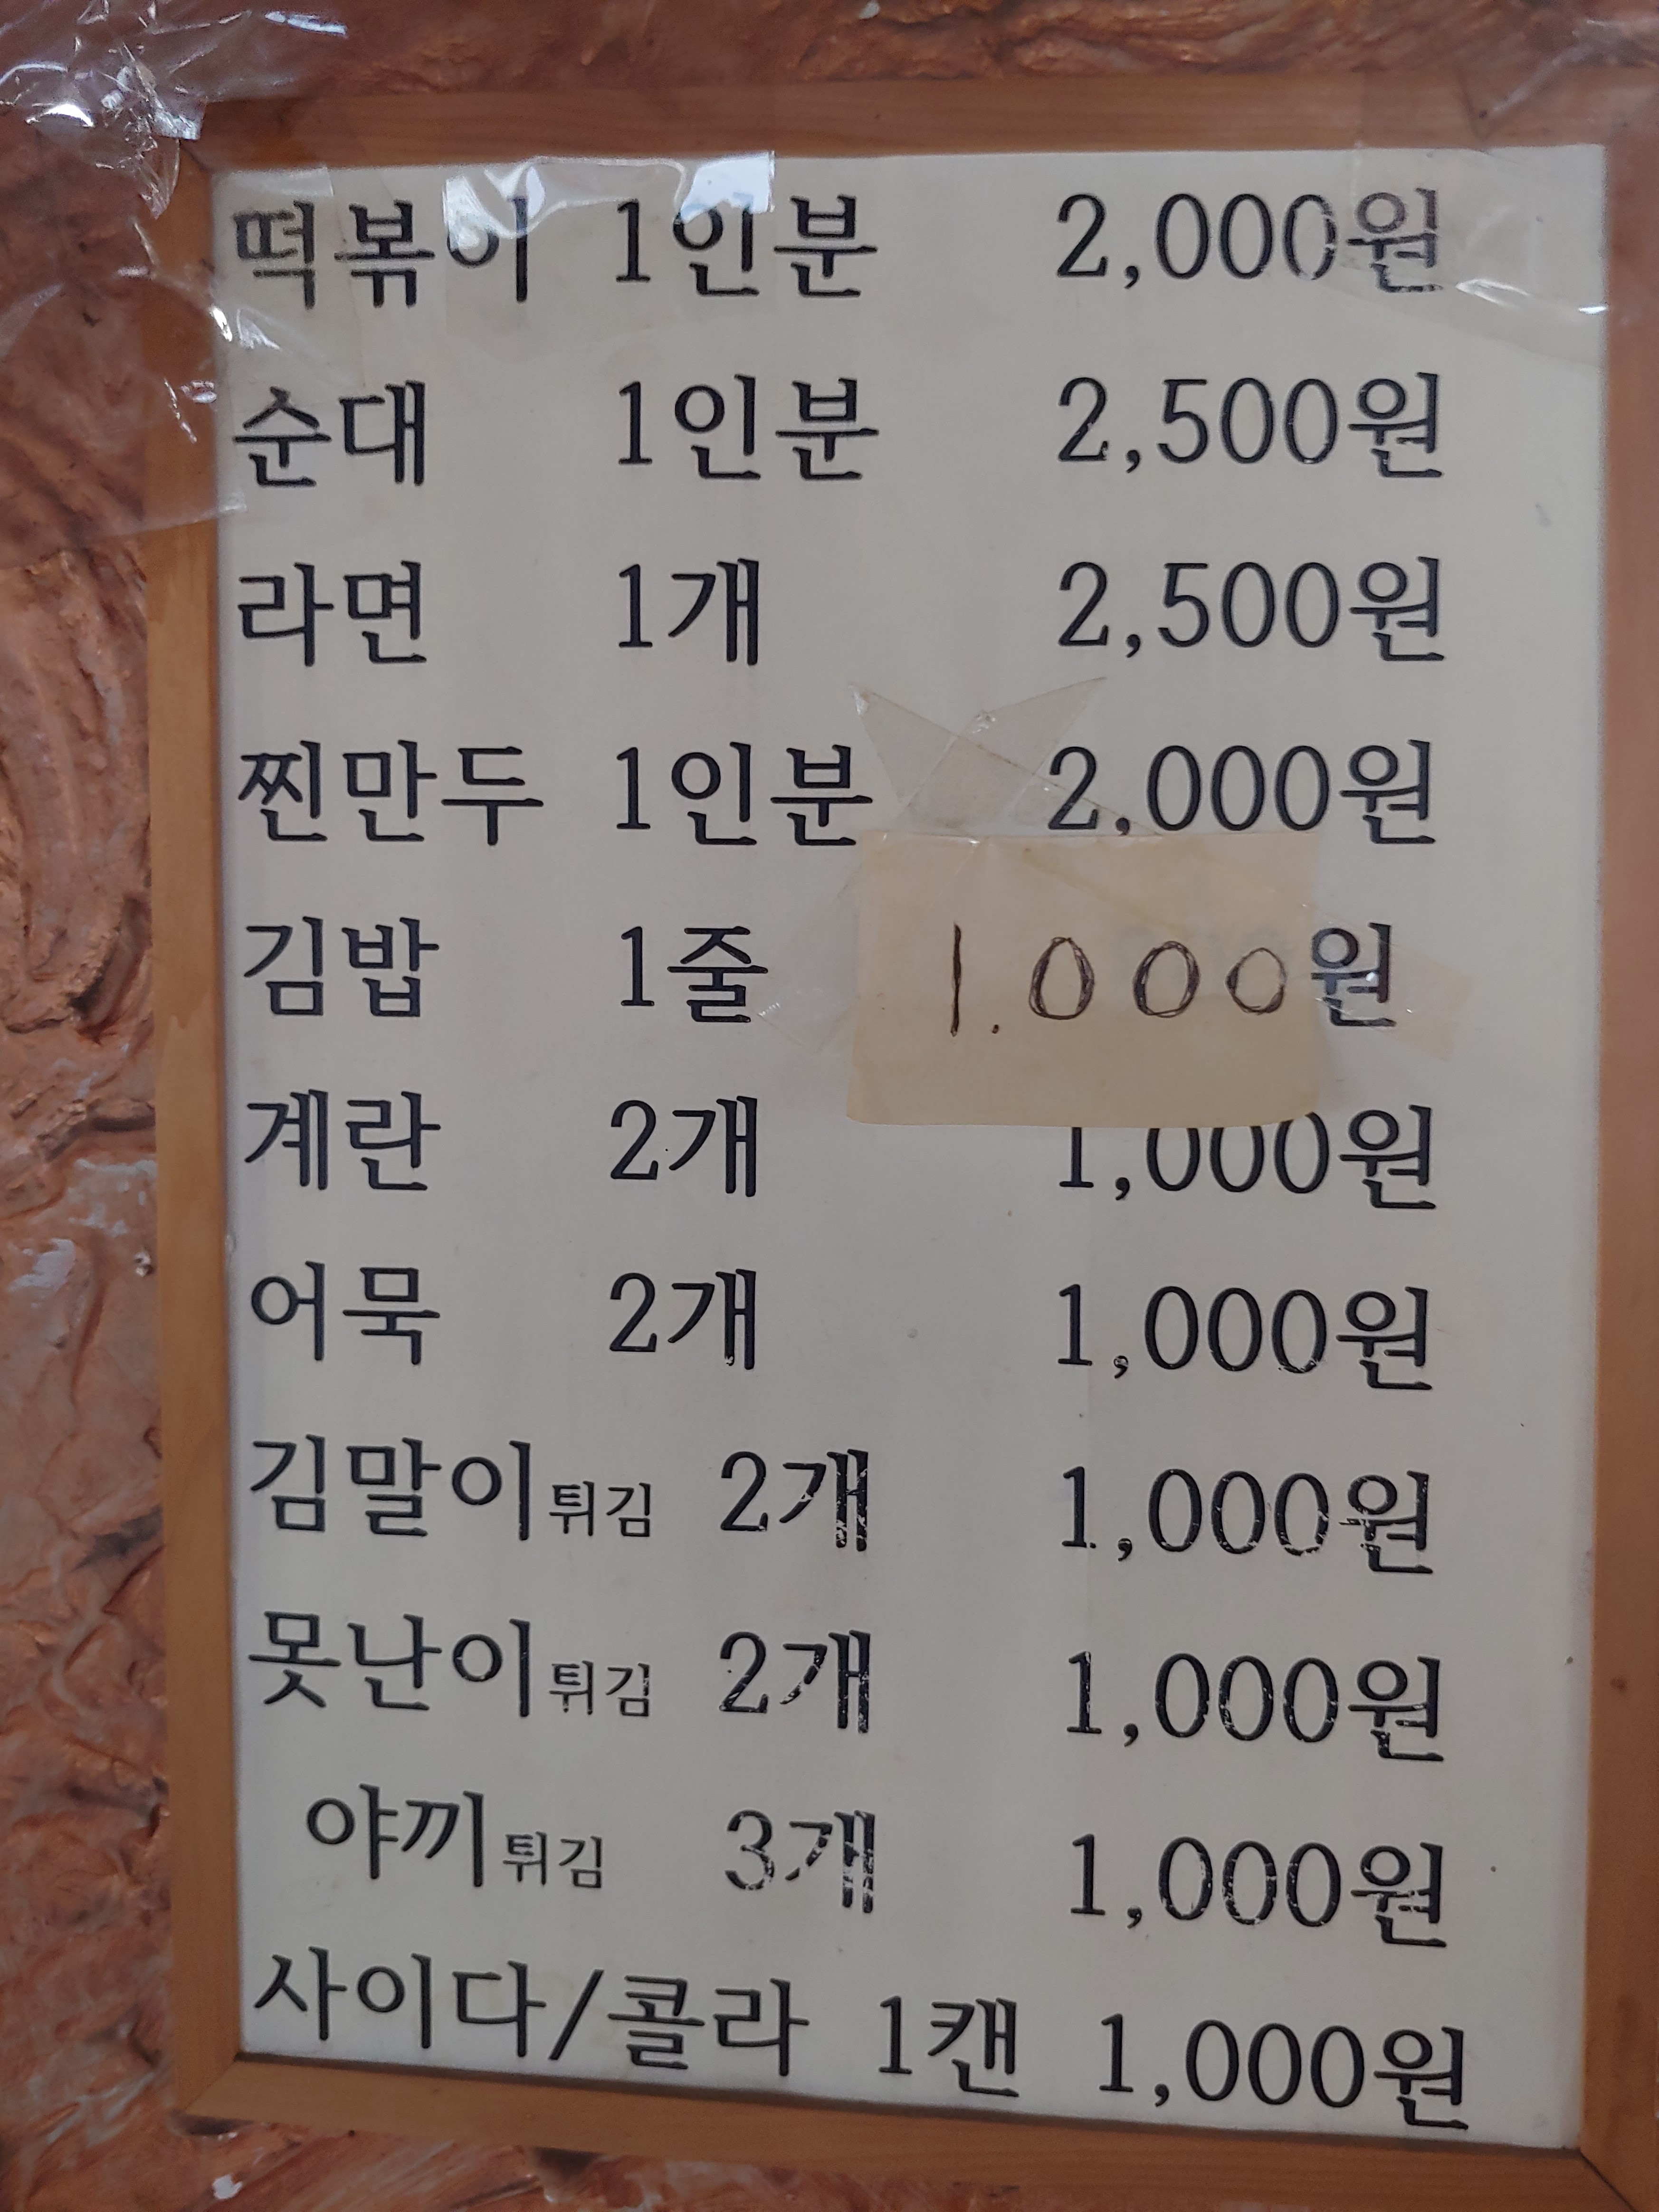 떡볶이 1인분 2,000원
순대 1인분 2,500원
라면 1개 2,500원
찐만두 1인분 2,000원
김밥 1줄 1.000원
계란 2개 1,000원
어묵 2개 1,000원
김말이튀김 2개 1,000원
못난이튀김 2개 1,000원
야끼튀김 3개 1,000원
사이다/콜라 1캔 1,000원